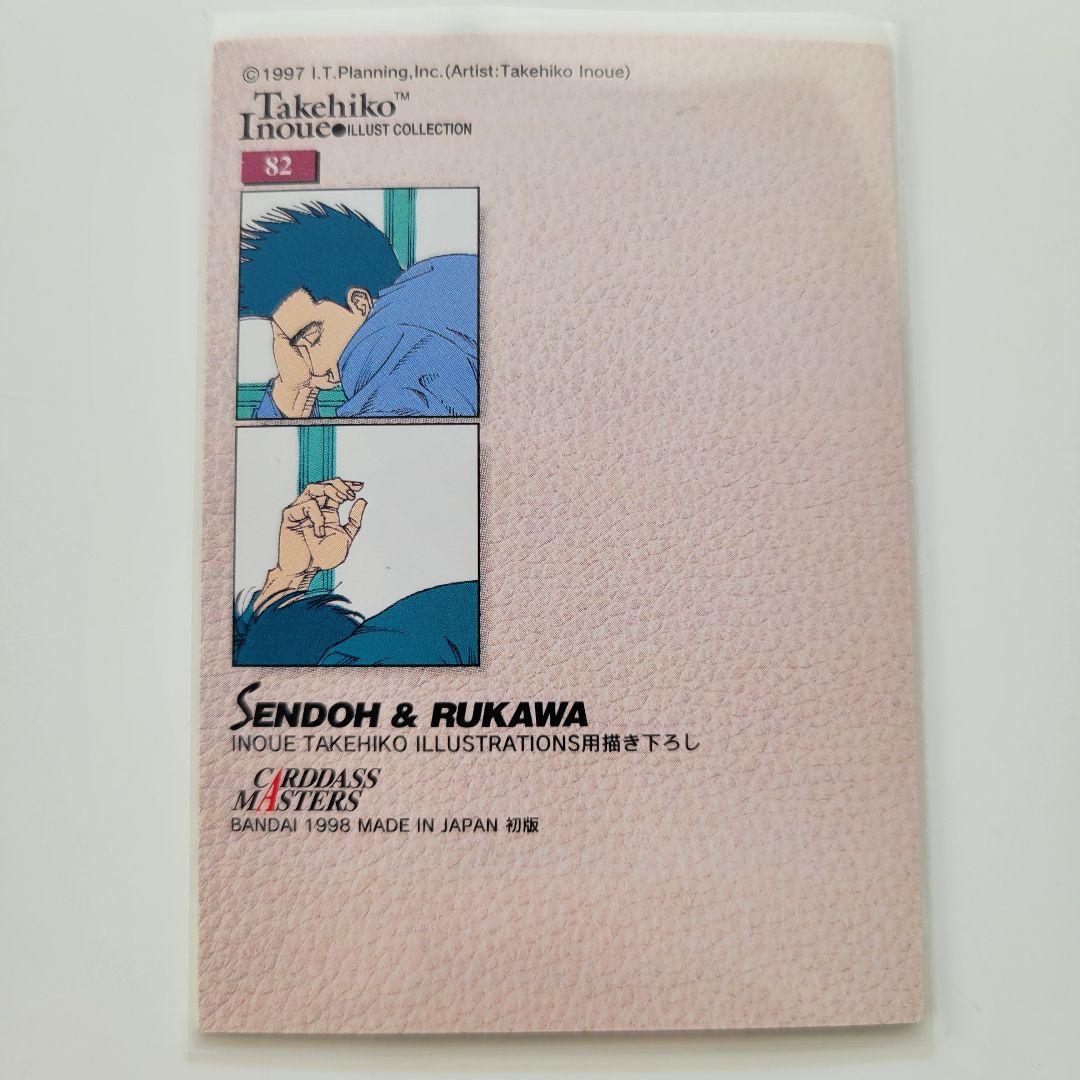 ©1997 I.T.Planning,Inc.(Artist:Takehiko Inoue)
Takehiko™
Inoue●ILLUST COLLECTION
82
SENDOH & RUKAWA
INOUE TAKEHIKO ILLUSTRATIONS用描き下ろし
CARDDASS
MASTERS
BANDAI 1998 MADE IN JAPAN 初版